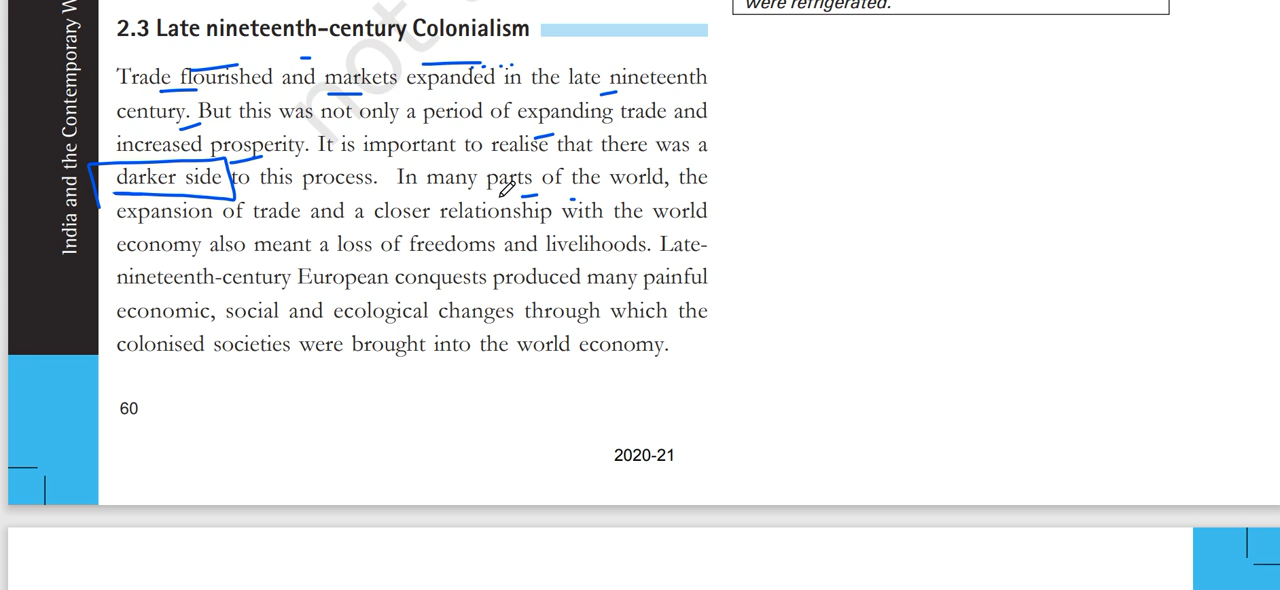 were refrigerated.
2.3 Late nineteenth-century Colonialism
Trade flourished and markets expanded in the late nineteenth
century. But this was not only a period of expanding trade and
increased prosperity. It is important to realise that there was a
darker side to this process. In many parts of the world, the
expansion of trade and a closer relationship with the world
economy also meant a loss of freedoms and livelihoods. Late-
nineteenth-century European conquests produced many painful
economic, social and ecological changes through which the
colonised societies were brought into the world economy.
India and the Contemporary W
not
60
2020-21